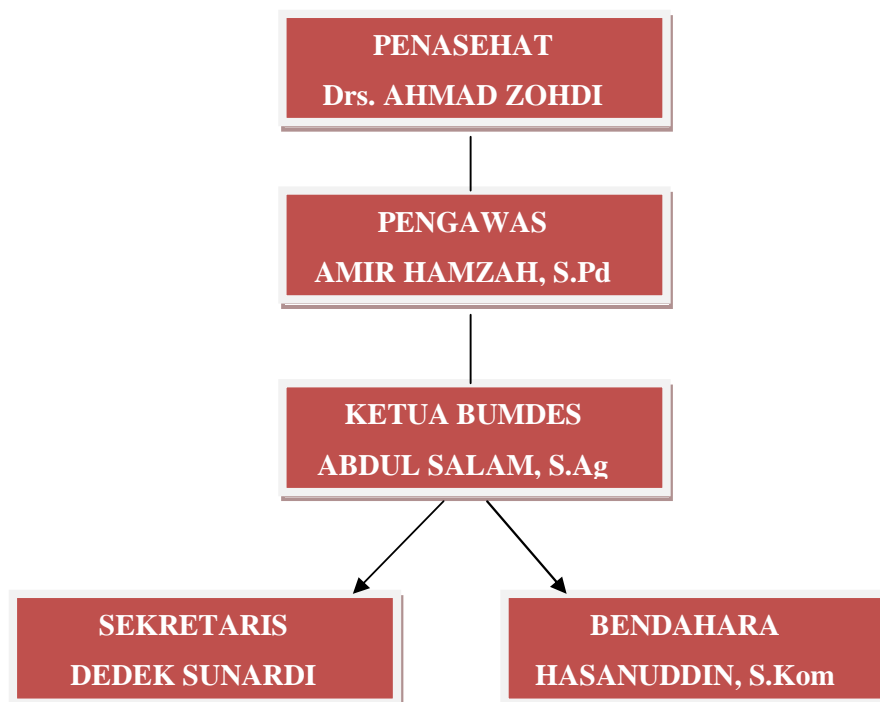 PENASEHAT
Drs. AHMAD ZOHDI
PENGAWAS
AMIR HAMZAH, S.Pd
KETUA BUMDES
ABDUL SALAM, S.Ag
SEKRETARIS
DEDEK SUNARDI
BENDAHARA
HASANUDDIN, S.Kom